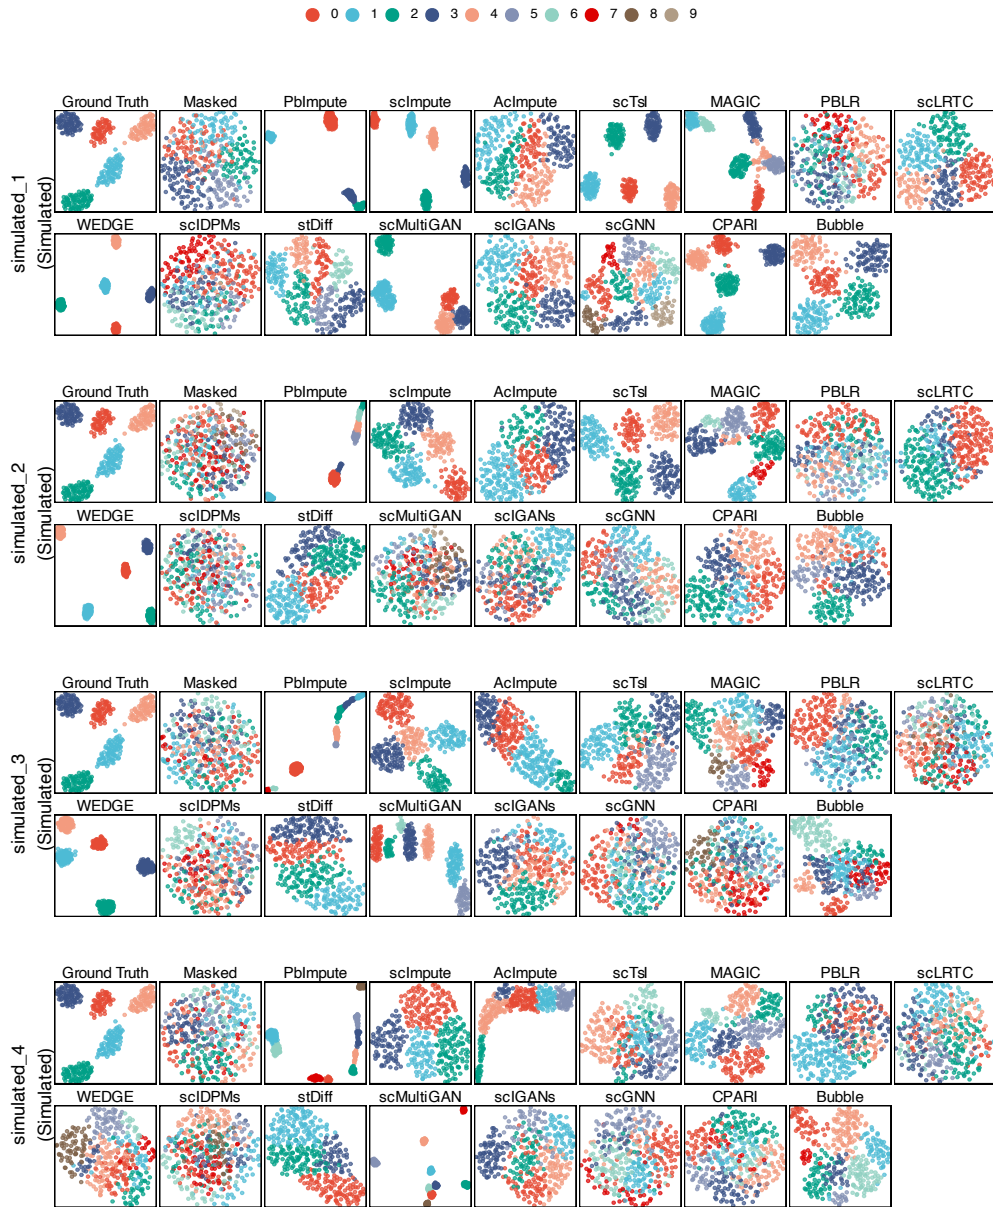 0 1 2 3 4 5 6 7 8 9
simulated_1
(Simulated)
Ground Truth Masked PbImpute scImpute AcImpute scTsI MAGIC PBLR scLRTC
WEDGE scIDPMs stDiff scMultiGAN scIGANs scGNN CPARI Bubble
simulated_2
(Simulated)
Ground Truth Masked PbImpute scImpute AcImpute scTsI MAGIC PBLR scLRTC
WEDGE scIDPMs stDiff scMultiGAN scIGANs scGNN CPARI Bubble
simulated_3
(Simulated)
Ground Truth Masked PbImpute scImpute AcImpute scTsI MAGIC PBLR scLRTC
WEDGE scIDPMs stDiff scMultiGAN scIGANs scGNN CPARI Bubble
simulated_4
(Simulated)
Ground Truth Masked PbImpute scImpute AcImpute scTsI MAGIC PBLR scLRTC
WEDGE scIDPMs stDiff scMultiGAN scIGANs scGNN CPARI Bubble